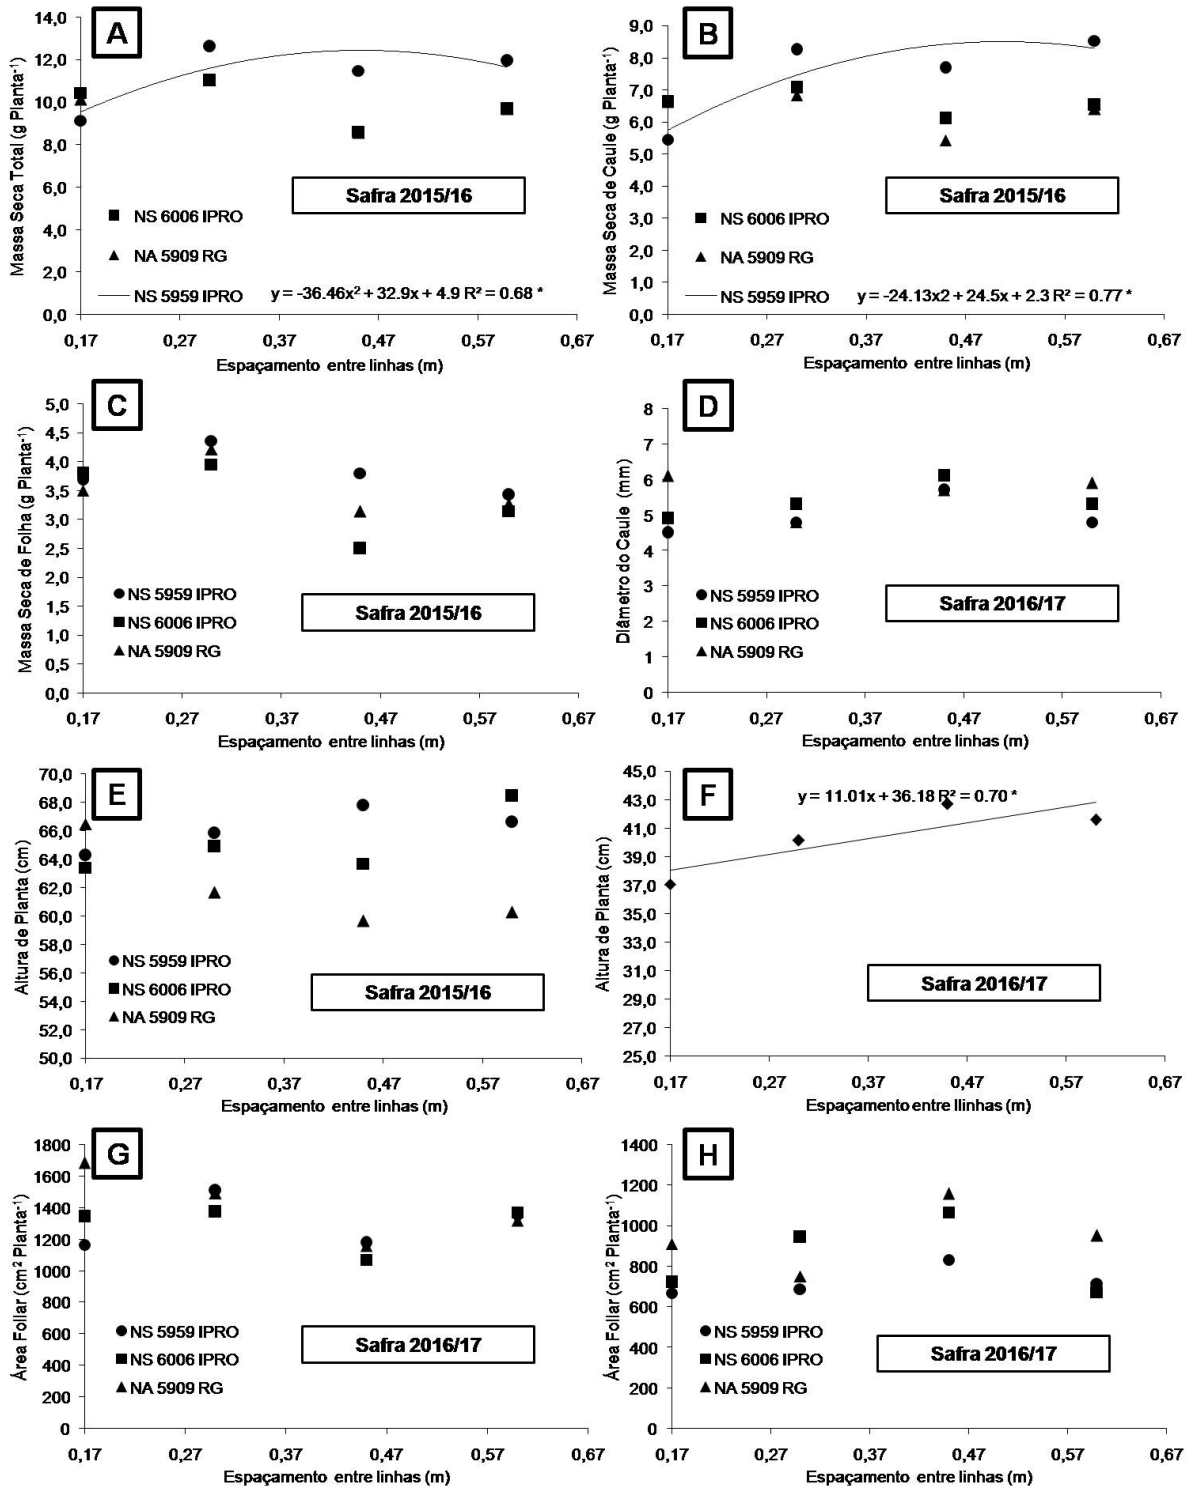 A
Massa Seca Total (g Planta⁻¹)
14,0
12,0
10,0
8,0
6,0
4,0
2,0
0,0
Safra 2015/16
NS 6006 IPRO
NA 5909 RG
NS 5959 IPRO
y = -36.46x² + 32.9x + 4.9 R² = 0.68 *
0,17 0,27 0,37 0,47 0,57 0,67
Espaçamento entre linhas (m)
B
Massa Seca de Caule (g Planta⁻¹)
9,0
8,0
7,0
6,0
5,0
4,0
3,0
2,0
1,0
0,0
Safra 2015/16
NS 6006 IPRO
NA 5909 RG
NS 5959 IPRO
y = -24.13x2 + 24.5x + 2.3 R² = 0.77 *
0,17 0,27 0,37 0,47 0,57 0,67
Espaçamento entre linhas (m)
C
Massa Seca de Folha (g Planta⁻¹)
5,0
4,5
4,0
3,5
3,0
2,5
2,0
1,5
1,0
0,5
0,0
NS 5959 IPRO
NS 6006 IPRO
NA 5909 RG
Safra 2015/16
0,17 0,27 0,37 0,47 0,57 0,67
Espaçamento entre linhas (m)
D
Diâmetro do Caule (mm)
8
7
6
5
4
3
2
1
0
NS 5959 IPRO
NS 6006 IPRO
NA 5909 RG
Safra 2016/17
0,17 0,27 0,37 0,47 0,57 0,67
Espaçamento entre linhas (m)
E
Altura de Planta (cm)
70,0
68,0
66,0
64,0
62,0
60,0
58,0
56,0
54,0
52,0
50,0
NS 5959 IPRO
NS 6006 IPRO
NA 5909 RG
Safra 2015/16
0,17 0,27 0,37 0,47 0,57 0,67
Espaçamento entre linhas (m)
F
Altura de Planta (cm)
45,0
43,0
41,0
39,0
37,0
35,0
33,0
31,0
29,0
27,0
25,0
y = 11.01x + 36.18 R² = 0.70 *
Safra 2016/17
0,17 0,27 0,37 0,47 0,57 0,67
Espaçamento entre llinhas (m)
G
Área Foliar (cm² Planta⁻¹)
1800
1600
1400
1200
1000
800
600
400
200
0
NS 5959 IPRO
NS 6006 IPRO
NA 5909 RG
Safra 2016/17
0,17 0,27 0,37 0,47 0,57 0,67
Espaçamento entre linhas (m)
H
Área Foliar (cm² Planta⁻¹)
1400
1200
1000
800
600
400
200
0
NS 5959 IPRO
NS 6006 IPRO
NA 5909 RG
Safra 2016/17
0,17 0,27 0,37 0,47 0,57 0,67
Espaçamento entre linhas (m)